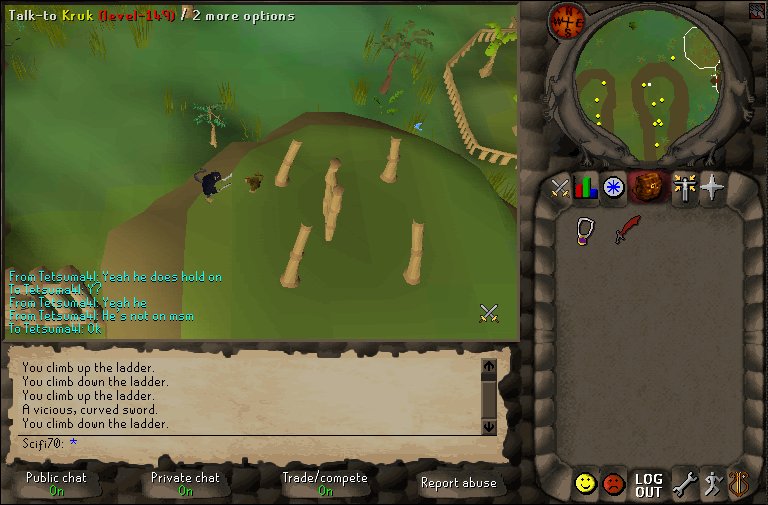 Talk-to Kruk (level-149) / 2 more options
From Tetsuma41: Yeah he does hold on
To Tetsuma41: Y?
From Tetsuma41: Yeah he
From Tetsuma41: He's not on msm
To Tetsuma41: Ok
You climb up the ladder.
You climb down the ladder.
You climb up the ladder.
A vicious, curved sword.
You climb down the ladder.
Scifi70: *
Public chat
On
Private chat
On
Trade/compete
On
Report abuse
LOG
OUT